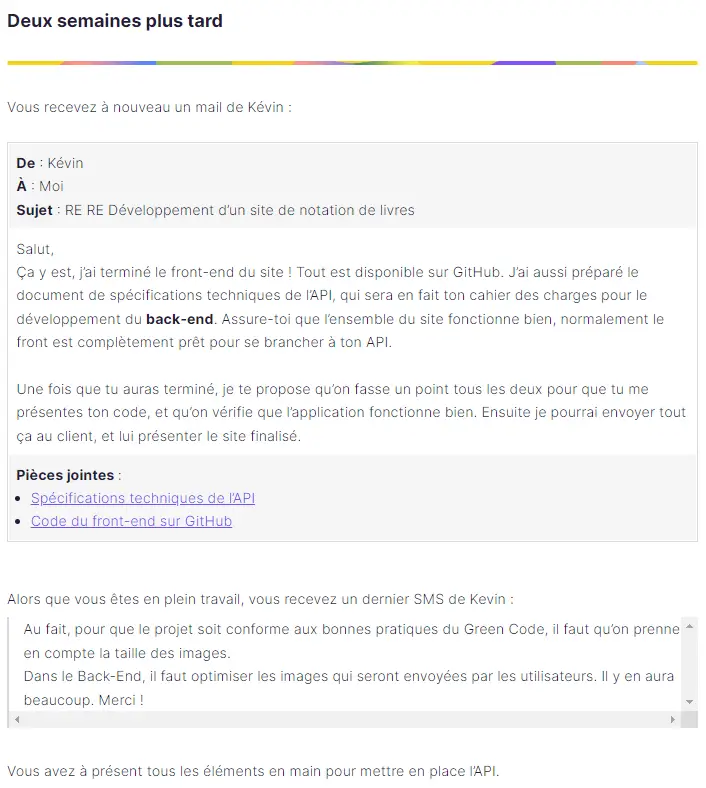 Deux semaines plus tard
Vous recevez à nouveau un mail de Kévin :
De : Kévin
À : Moi
Sujet : RE RE Développement d’un site de notation de livres
Salut,
Ça y est, j’ai terminé le front-end du site ! Tout est disponible sur GitHub. J’ai aussi préparé le
document de spécifications techniques de l’API, qui sera en fait ton cahier des charges pour le
développement du back-end. Assure-toi que l’ensemble du site fonctionne bien, normalement le
front est complètement prêt pour se brancher à ton API.
Une fois que tu auras terminé, je te propose qu’on fasse un point tous les deux pour que tu me
présentes ton code, et qu’on vérifie que l’application fonctionne bien. Ensuite je pourrai envoyer tout
ça au client, et lui présenter le site finalisé.
Pièces jointes :
Spécifications techniques de l’API
Code du front-end sur GitHub
Alors que vous êtes en plein travail, vous recevez un dernier SMS de Kevin :
Au fait, pour que le projet soit conforme aux bonnes pratiques du Green Code, il faut qu’on prenne
en compte la taille des images.
Dans le Back-End, il faut optimiser les images qui seront envoyées par les utilisateurs. Il y en aura
beaucoup. Merci !
Vous avez à présent tous les éléments en main pour mettre en place l’API.